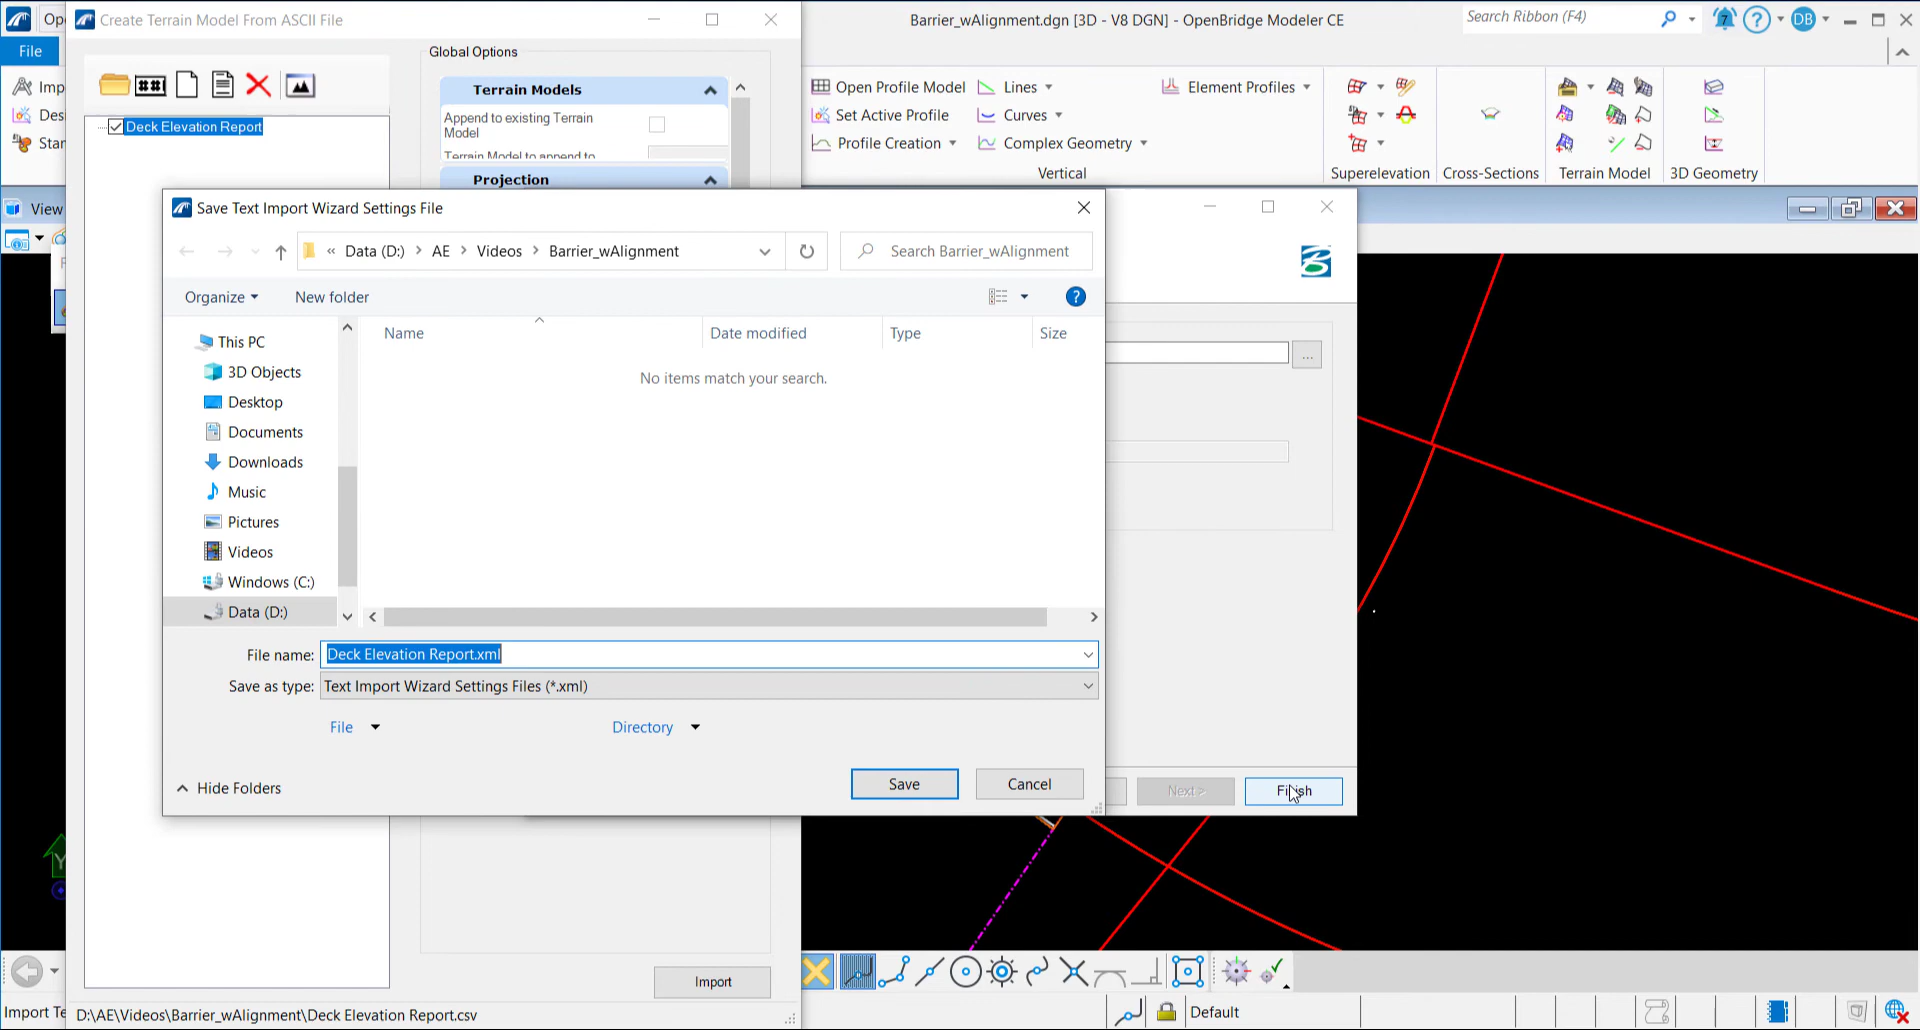 Ope
Create Terrain Model From ASCII File
Barrier_wAlignment.dgn [3D - V8 DGN] - OpenBridge Modeler CE
Search Ribbon (F4)
7
DB
File
Global Options
Imp
Des
Star
Terrain Models
Append to existing Terrain
Model
Terrain Model to append to
Projection
Deck Elevation Report
Open Profile Model
Lines
Element Profiles
Set Active Profile
Curves
Profile Creation
Complex Geometry
Vertical
Superelevation
Cross-Sections
Terrain Model
3D Geometry
View
Save Text Import Wizard Settings File
« Data (D:) > AE > Videos > Barrier_wAlignment
Search Barrier_wAlignment
Organize
New folder
Name
Date modified
Type
Size
No items match your search.
This PC
3D Objects
Desktop
Documents
Downloads
Music
Pictures
Videos
Windows (C:)
Data (D:)
...
File name:
Deck Elevation Report.xml
Save as type:
Text Import Wizard Settings Files (*.xml)
File
Directory
Hide Folders
Save
Cancel
Next >
Finish
Y
Import
Import Te
D:\AE\Videos\Barrier_wAlignment\Deck Elevation Report.csv
Default